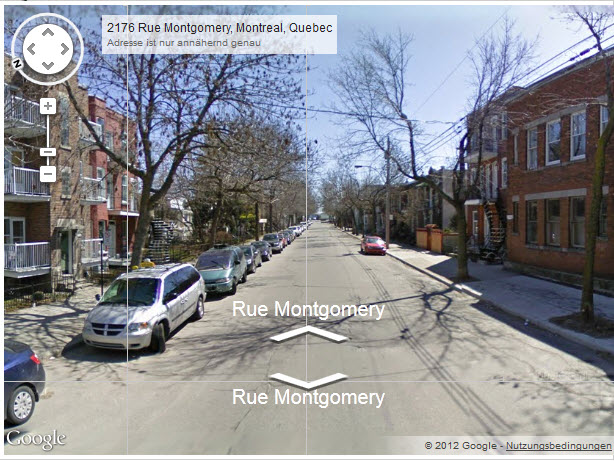 2176 Rue Montgomery, Montreal, Quebec
Adresse ist nur annähernd genau
N
Rue Montgomery
Rue Montgomery
Google
© 2012 Google - Nutzungsbedingungen